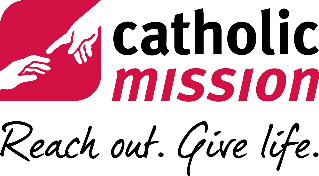 catholic
mission
Reach out. Give life.